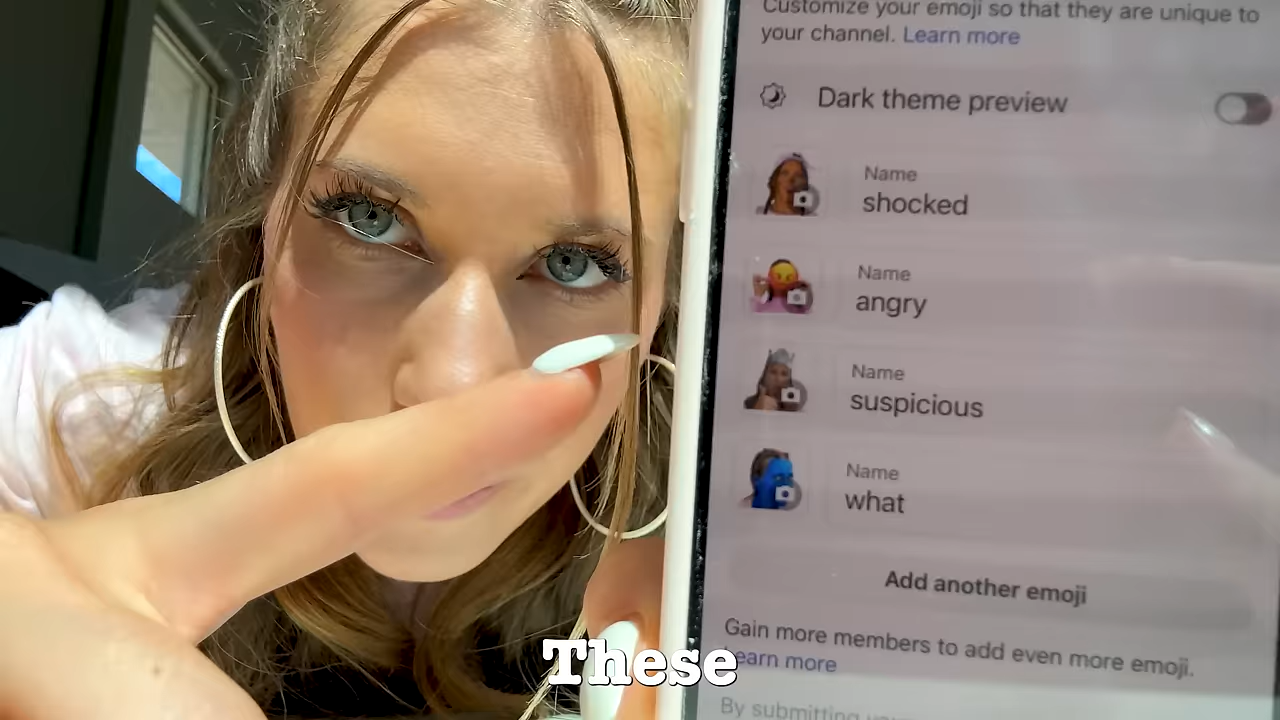 Customize your emoji so that they are unique to
your channel. Learn more
Dark theme preview
Name
shocked
Name
angry
Name
suspicious
Name
what
Add another emoji
Gain more members to add even more emoji.
Learn more
By submitting
These